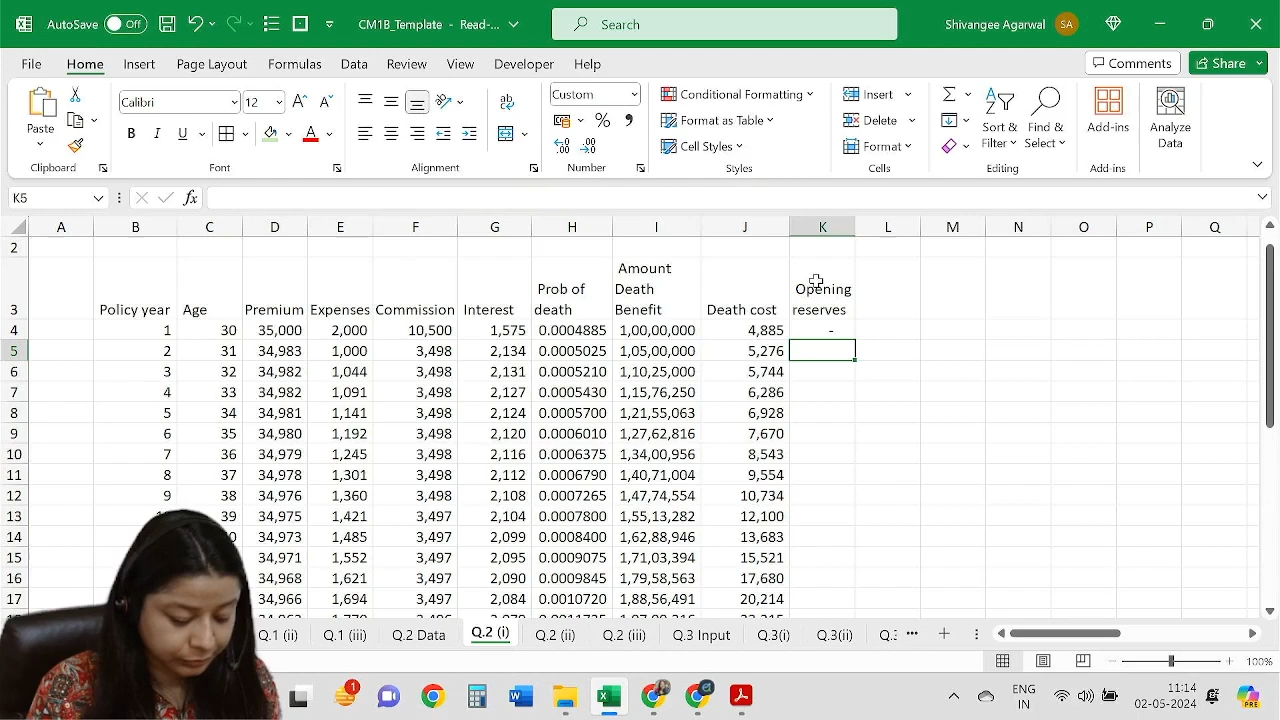 AutoSave Off CM1B_Template - Read-... Search Shivangee Agarwal SA
File Home Insert Page Layout Formulas Data Review View Developer Help Comments Share
Paste Calibri 12 Custom Conditional Formatting Insert Sort & Filter Find & Select Add-ins Analyze Data
B I U A % Format as Table Delete
Cell Styles Format
Clipboard Font Alignment Number Styles Cells Editing Add-ins
K5 fx
A B C D E F G H I J K L M N O P Q
2
3 Policy year Age Premium Expenses Commission Interest Prob of death Amount Death Benefit Death cost Opening reserves
4 1 30 35,000 2,000 10,500 1,575 0.0004885 1,00,00,000 4,885 -
5 2 31 34,983 1,000 3,498 2,134 0.0005025 1,05,00,000 5,276
6 3 32 34,982 1,044 3,498 2,131 0.0005210 1,10,25,000 5,744
7 4 33 34,982 1,091 3,498 2,127 0.0005430 1,15,76,250 6,286
8 5 34 34,981 1,141 3,498 2,124 0.0005700 1,21,55,063 6,928
9 6 35 34,980 1,192 3,498 2,120 0.0006010 1,27,62,816 7,670
10 7 36 34,979 1,245 3,498 2,116 0.0006375 1,34,00,956 8,543
11 8 37 34,978 1,301 3,498 2,112 0.0006790 1,40,71,004 9,554
12 9 38 34,976 1,360 3,498 2,108 0.0007265 1,47,74,554 10,734
13 39 34,975 1,421 3,497 2,104 0.0007800 1,55,13,282 12,100
14 34,973 1,485 3,497 2,099 0.0008400 1,62,88,946 13,683
15 34,971 1,552 3,497 2,095 0.0009075 1,71,03,394 15,521
16 34,968 1,621 3,497 2,090 0.0009845 1,79,58,563 17,680
17 34,966 1,694 3,497 2,084 0.0010720 1,88,56,491 20,214
Q.1 (ii) Q.1 (iii) Q.2 Data Q.2 (i) Q.2 (ii) Q.2 (iii) Q.3 Input Q.3(i) Q.3(ii) Q.:
100%
1 ENG IN 11:14 02-05-2024 PRE